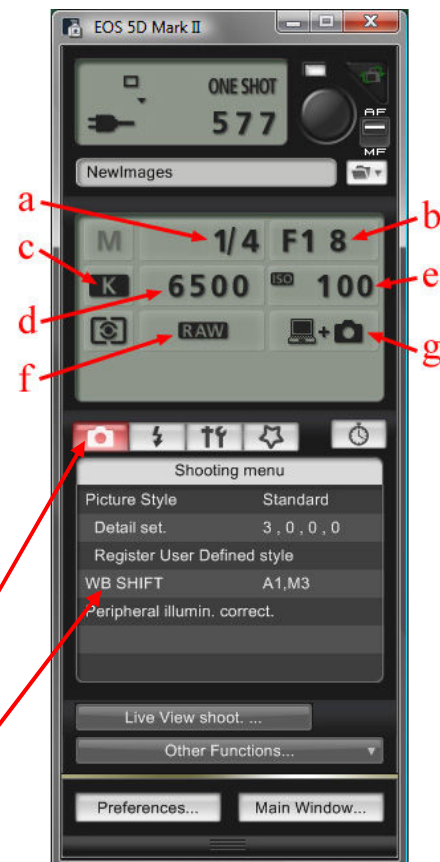 EOS 5D Mark II
ONE SHOT
577
AF
MF
NewImages
a
b
M 1/4 F1 8
c
K 6500 ISO 100
d
e
RAW
f
g
Shooting menu
Picture Style Standard
Detail set. 3 , 0 , 0 , 0
Register User Defined style
WB SHIFT A1,M3
Peripheral illumin. correct.
Live View shoot. ...
Other Functions...
Preferences... Main Window...